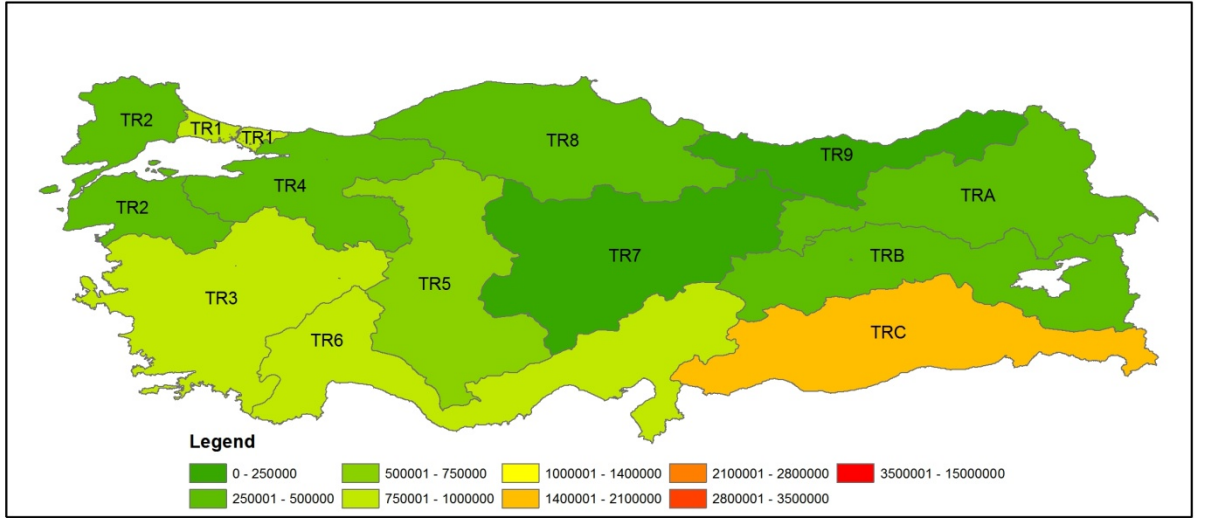 TR2
TR1
TR1
TR8
TR9
TR4
TRA
TR2
TR7
TRB
TR3
TR5
TR6
TRC
Legend
0 - 250000
500001 - 750000
1000001 - 1400000
2100001 - 2800000
3500001 - 15000000
250001 - 500000
750001 - 1000000
1400001 - 2100000
2800001 - 3500000